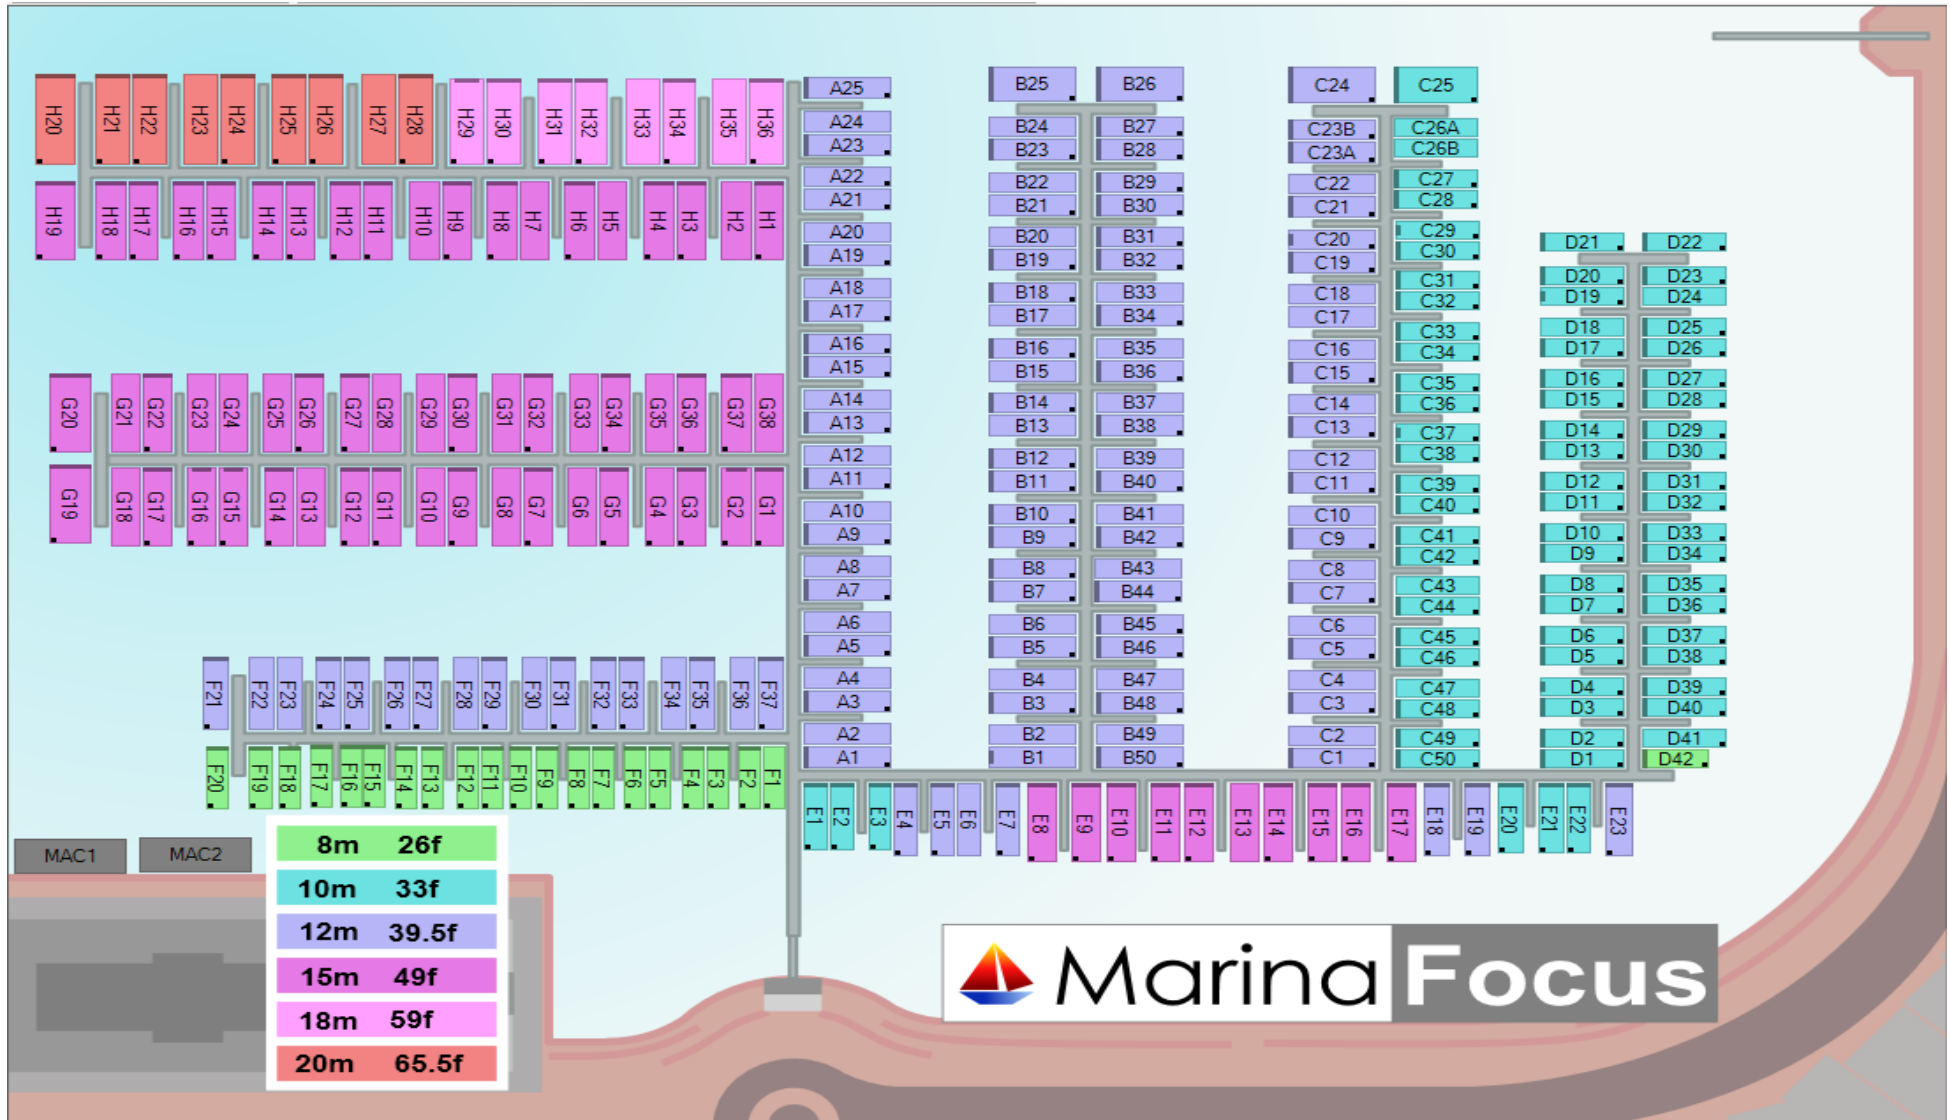 H20 H21 H22 H23 H24 H25 H26 H27 H28 H29 H30 H31 H32 H33 H34 H35 H36
H19 H18 H17 H16 H15 H14 H13 H12 H11 H10 H9 H8 H7 H6 H5 H4 H3 H2 H1
G20 G21 G22 G23 G24 G25 G26 G27 G28 G29 G30 G31 G32 G33 G34 G35 G36 G37 G38
G19 G18 G17 G16 G15 G14 G13 G12 G11 G10 G9 G8 G7 G6 G5 G4 G3 G2 G1
F21 F22 F23 F24 F25 F26 F27 F28 F29 F30 F31 F32 F33 F34 F35 F36 F37
F20 F19 F18 F17 F16 F15 F14 F13 F12 F11 F10 F9 F8 F7 F6 F5 F4 F3 F2 F1
A25
A24
A23
A22
A21
A20
A19
A18
A17
A16
A15
A14
A13
A12
A11
A10
A9
A8
A7
A6
A5
A4
A3
A2
A1
B25 B26
B24 B27
B23 B28
B22 B29
B21 B30
B20 B31
B19 B32
B18 B33
B17 B34
B16 B35
B15 B36
B14 B37
B13 B38
B12 B39
B11 B40
B10 B41
B9 B42
B8 B43
B7 B44
B6 B45
B5 B46
B4 B47
B3 B48
B2 B49
B1 B50
C24 C25
C23B C26A
C23A C26B
C22 C27
C21 C28
C20 C29
C19 C30
C18 C31
C17 C32
C16 C33
C15 C34
C14 C35
C13 C36
C12 C37
C11 C38
C10 C39
C9 C40
C8 C41
C7 C42
C6 C43
C5 C44
C4 C45
C3 C46
C2 C47
C1 C48
C49
C50
D21 D22
D20 D23
D19 D24
D18 D25
D17 D26
D16 D27
D15 D28
D14 D29
D13 D30
D12 D31
D11 D32
D10 D33
D9 D34
D8 D35
D7 D36
D6 D37
D5 D38
D4 D39
D3 D40
D2 D41
D1 D42
E1 E2 E3 E4 E5 E6 E7 E8 E9 E10 E11 E12 E13 E14 E15 E16 E17 E18 E19 E20 E21 E22 E23
MAC1 MAC2
8m 26f
10m 33f
12m 39.5f
15m 49f
18m 59f
20m 65.5f
Marina Focus